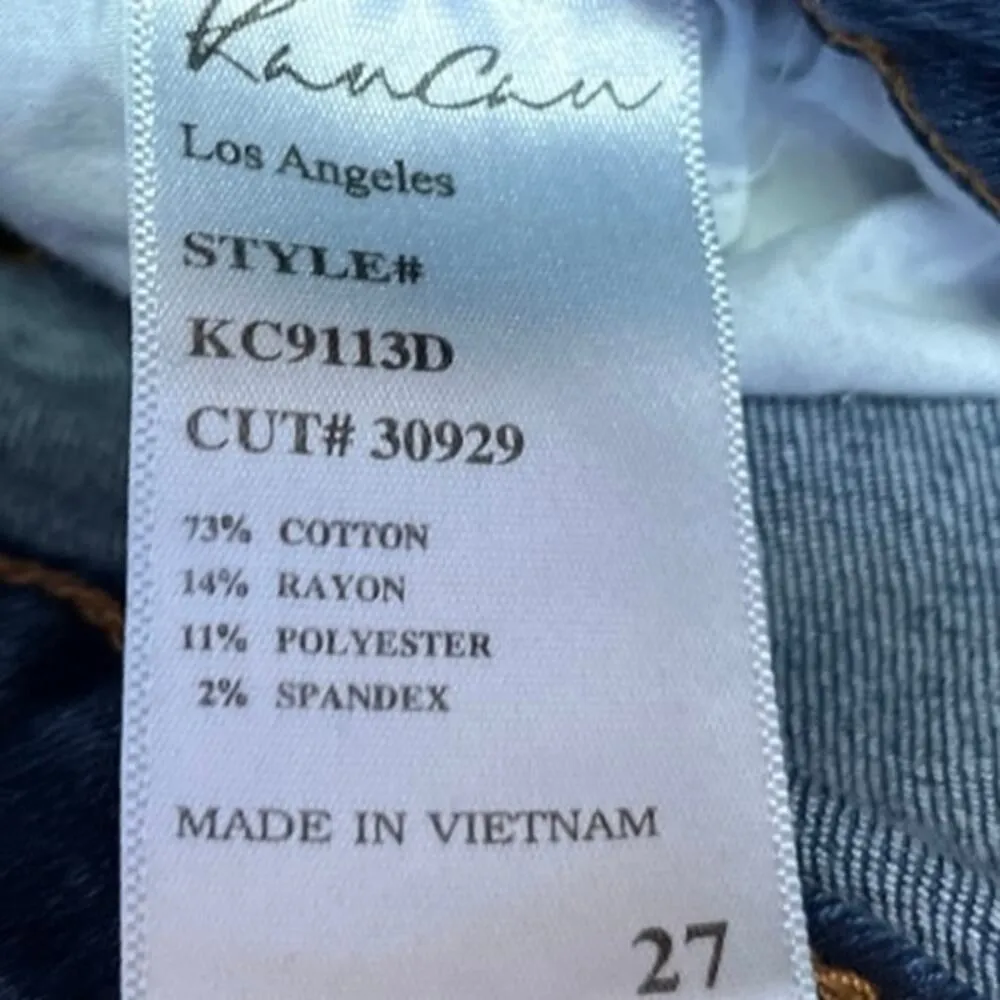 KanCan
Los Angeles
STYLE#
KC9113D
CUT# 30929
73% COTTON
14% RAYON
11% POLYESTER
2% SPANDEX
MADE IN VIETNAM
27